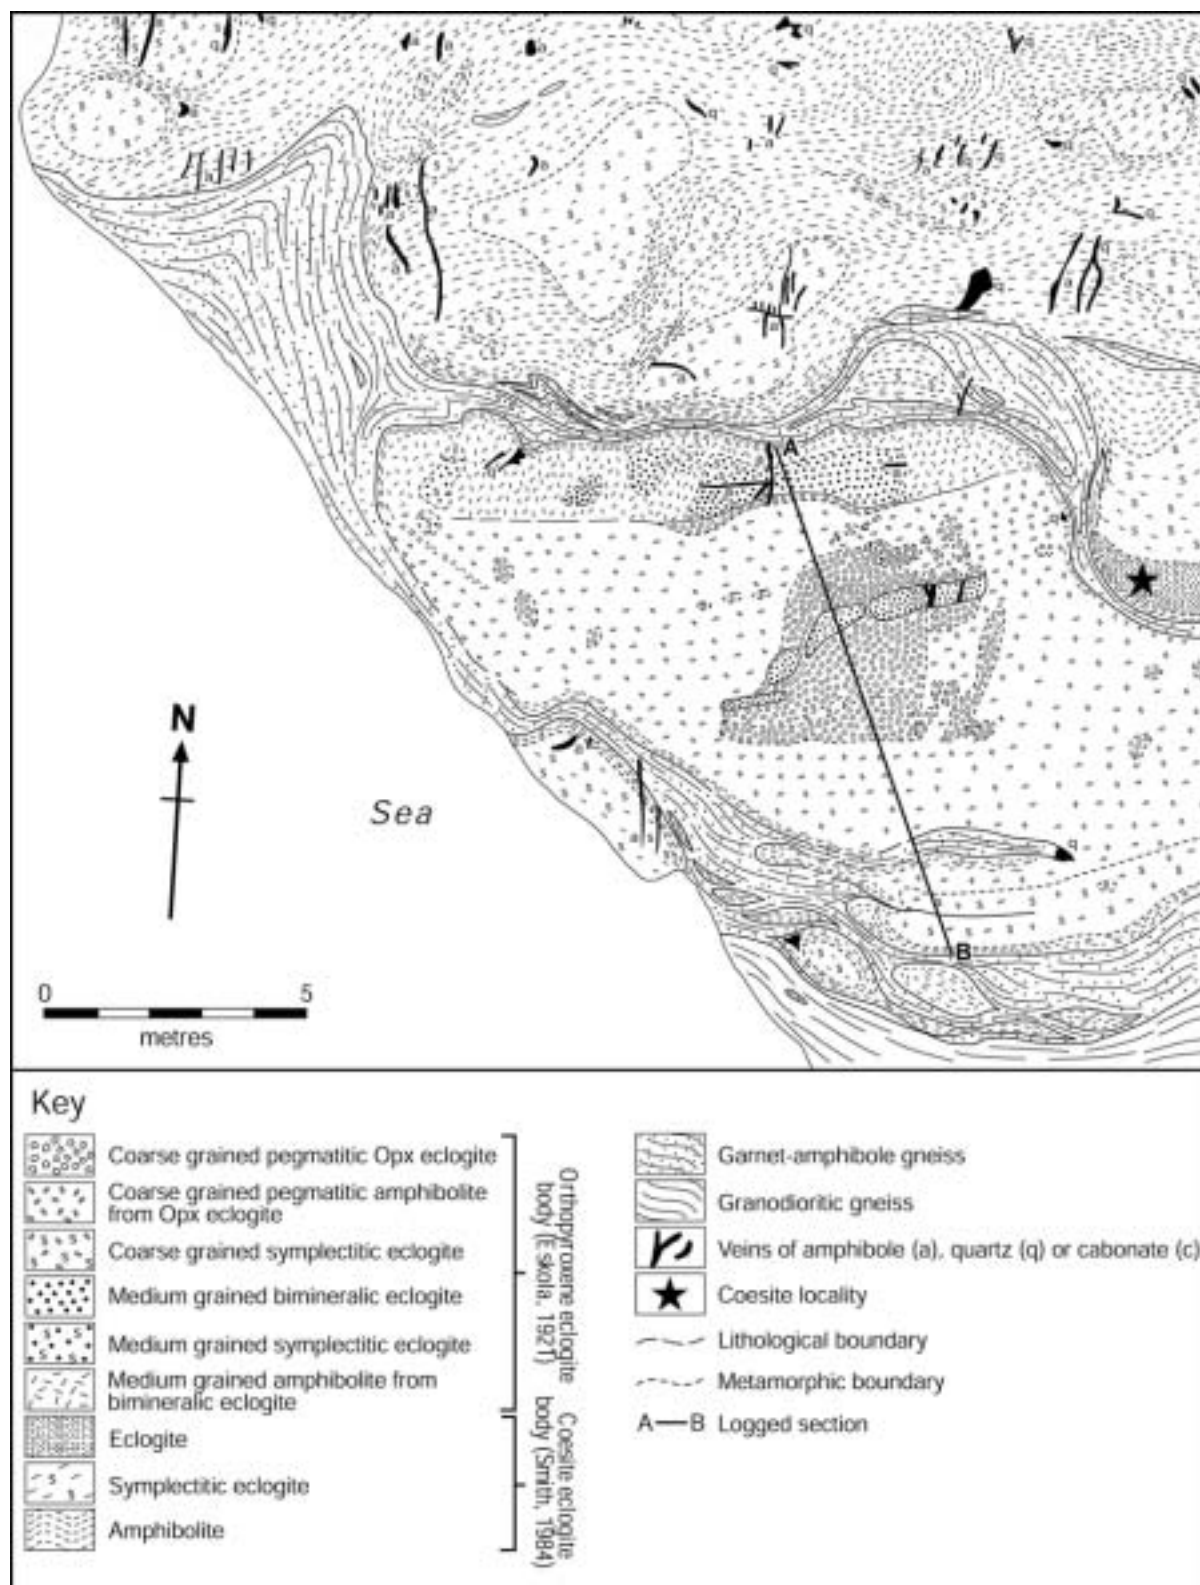 A
N
Sea
B
0 5
metres
Key
Coarse grained pegmatitic Opx eclogite
Coarse grained pegmatitic amphibolite
from Opx eclogite
Coarse grained symplectitic eclogite
Medium grained bimineralic eclogite
Medium grained symplectitic eclogite
Medium grained amphibolite from
bimineralic eclogite
Eclogite
Symplectitic eclogite
Amphibolite
Orthopyroxene eclogite
body (Eskola, 1921)
Coesite eclogite
body (Smith, 1984)
Garnet-amphibole gneiss
Granodioritic gneiss
Veins of amphibole (a), quartz (q) or cabonate (c)
Coesite locality
Lithological boundary
Metamorphic boundary
A B Logged section